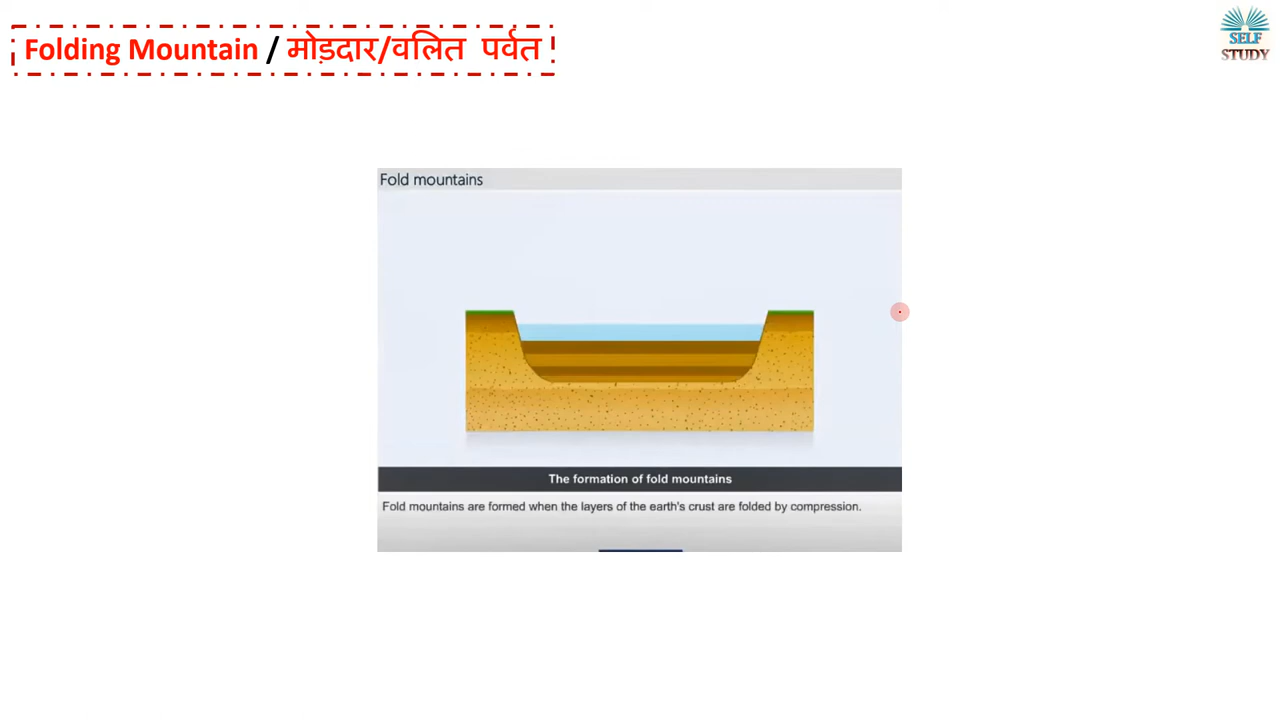 Folding Mountain / मोड़दार/वलित पर्वत
SELF
STUDY
Fold mountains
The formation of fold mountains
Fold mountains are formed when the layers of the earth's crust are folded by compression.